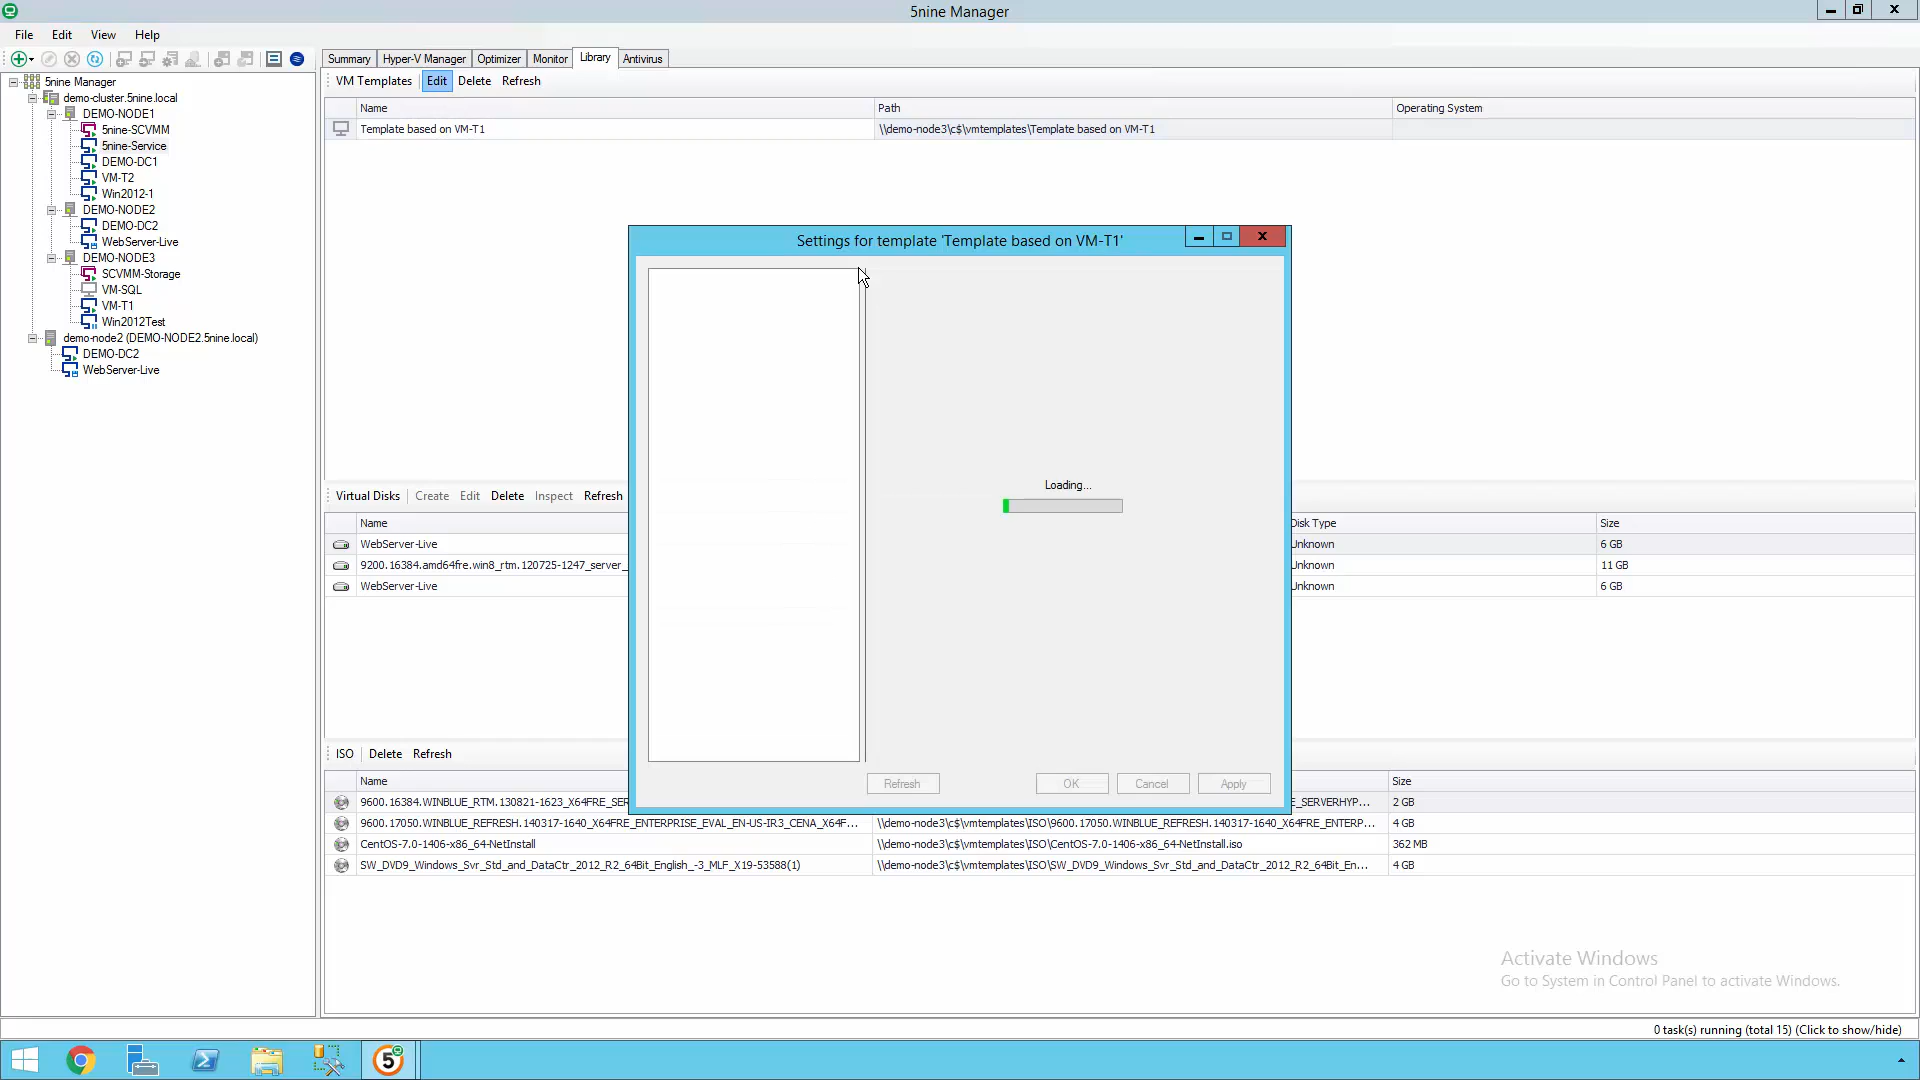 5nine Manager
File Edit View Help
Summary Hyper-V Manager Optimizer Monitor Library Antivirus
5nine Manager
demo-cluster.5nine.local
DEMO-NODE1
5nine-SCVMM
5nine-Service
DEMO-DC1
VM-T2
Win2012-1
DEMO-NODE2
DEMO-DC2
WebServer-Live
DEMO-NODE3
SCVMM-Storage
VM-SQL
VM-T1
Win2012Test
demo-node2 (DEMO-NODE2.5nine.local)
DEMO-DC2
WebServer-Live
VM Templates Edit Delete Refresh
Name Path Operating System
Template based on VM-T1 \\demo-node3\c$\vmtemplates\Template based on VM-T1
Settings for template 'Template based on VM-T1'
Loading...
Refresh OK Cancel Apply
Virtual Disks Create Edit Delete Inspect Refresh
Name Disk Type Size
WebServer-Live Unknown 6 GB
9200.16384.amd64fre.win8_rtm.120725-1247_server_ Unknown 11 GB
WebServer-Live Unknown 6 GB
ISO Delete Refresh
Name Size
9600.16384.WINBLUE_RTM.130821-1623_X64FRE_SER E_SERVERHYP... 2 GB
9600.17050.WINBLUE_REFRESH.140317-1640_X64FRE_ENTERPRISE_EVAL_EN-US-IR3_CENA_X64F... \\demo-node3\c$\vmtemplates\ISO\9600.17050.WINBLUE_REFRESH.140317-1640_X64FRE_ENTERP... 4 GB
CentOS-7.0-1406-x86_64-NetInstall \\demo-node3\c$\vmtemplates\ISO\CentOS-7.0-1406-x86_64-NetInstall.iso 362 MB
SW_DVD9_Windows_Svr_Std_and_DataCtr_2012_R2_64Bit_English_-3_MLF_X19-53588(1) \\demo-node3\c$\vmtemplates\ISO\SW_DVD9_Windows_Svr_Std_and_DataCtr_2012_R2_64Bit_En... 4 GB
Activate Windows
Go to System in Control Panel to activate Windows.
0 task(s) running (total 15) (Click to show/hide)
5